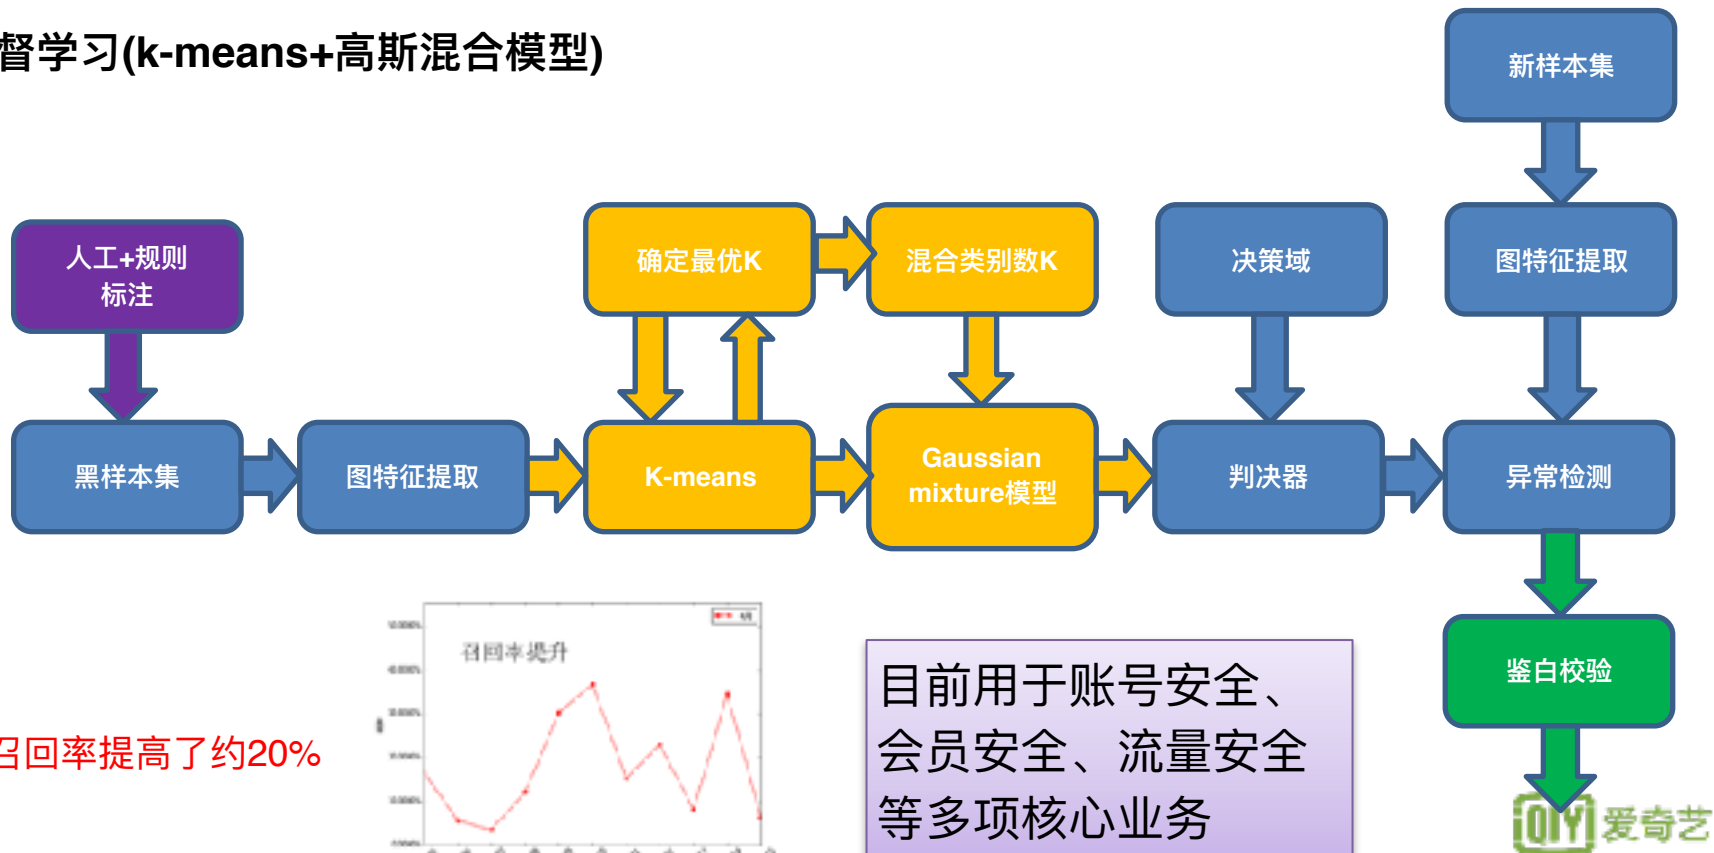 督学习(k-means+高斯混合模型)
新样本集
人工+规则
标注
确定最优K
混合类别数K
决策域
图特征提取
黑样本集
图特征提取
K-means
Gaussian
mixture模型
判决器
异常检测
鉴白校验
召回率提升
召回率提高了约20%
目前用于账号安全、
会员安全、流量安全
等多项核心业务
QIY 爱奇艺